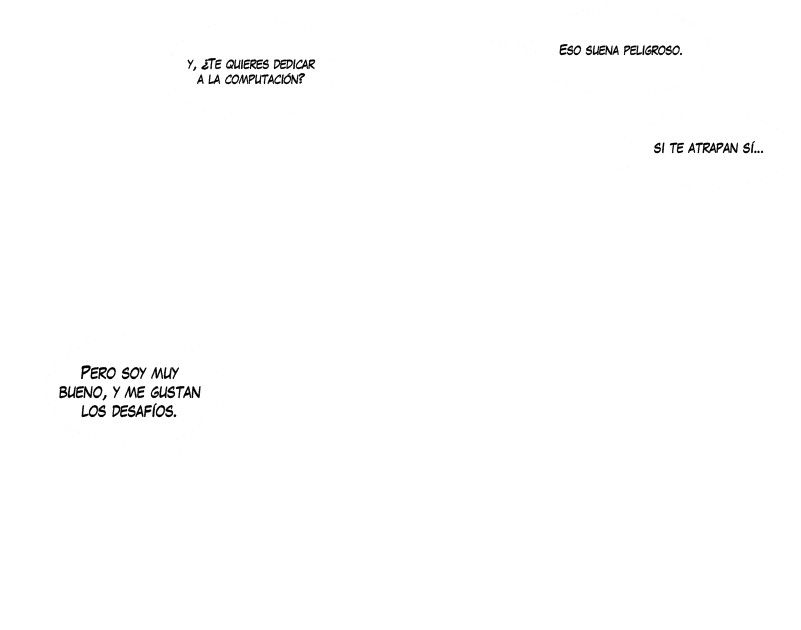 Y, ¿TE QUIERES DEDICAR
A LA COMPUTACIÓN?
ESO SUENA PELIGROSO.
SI TE ATRAPAN SÍ...
PERO SOY MUY
BUENO, Y ME GUSTAN
LOS DESAFÍOS.